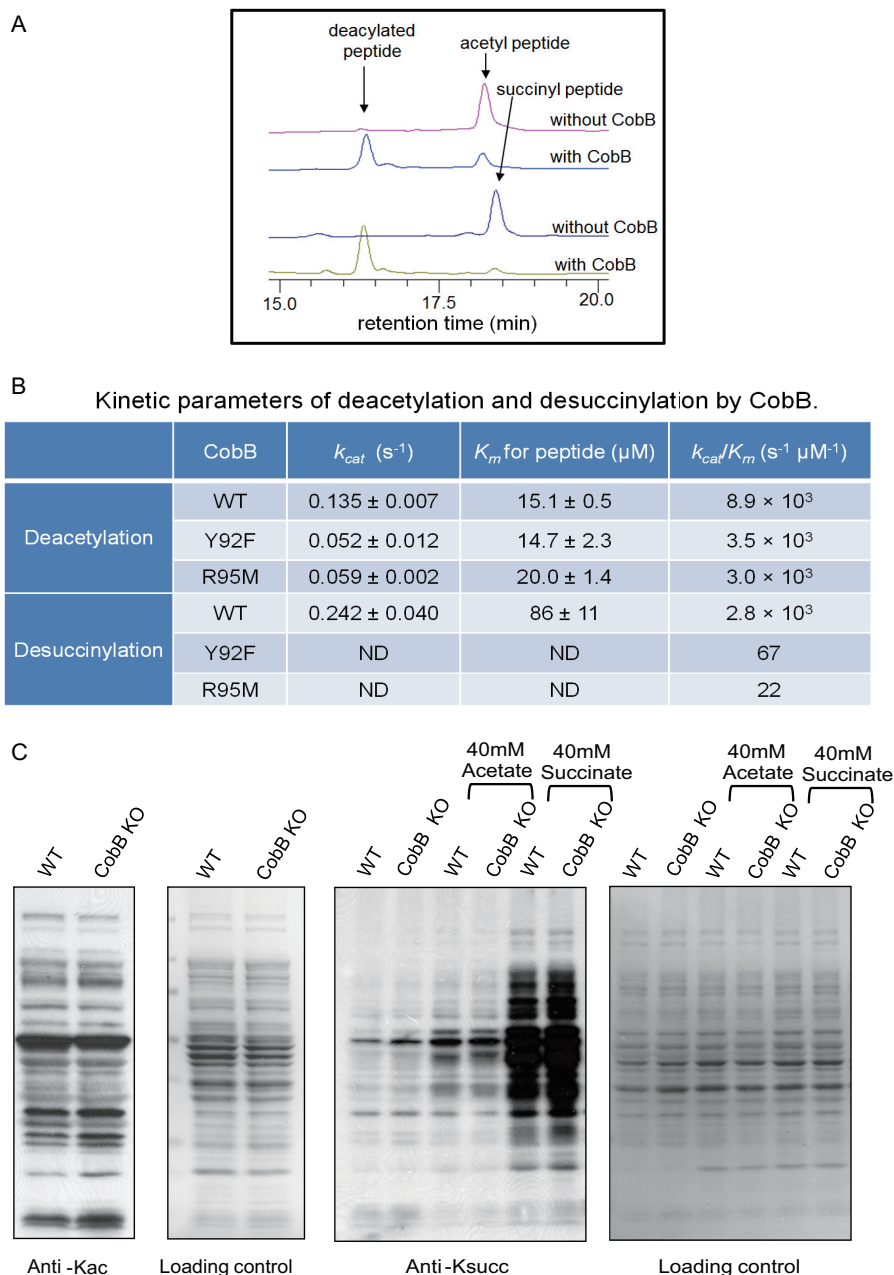 A
deacylated
peptide
acetyl peptide
succinyl peptide
without CobB
with CobB
without CobB
with CobB
15.0 17.5 20.0
retention time (min)
B
Kinetic parameters of deacetylation and desuccinylation by CobB.
CobB kcat (s-1) Km for peptide (μM) kcat/Km (s-1 μM-1)
Deacetylation
WT 0.135 ± 0.007 15.1 ± 0.5 8.9 × 10³
Y92F 0.052 ± 0.012 14.7 ± 2.3 3.5 × 10³
R95M 0.059 ± 0.002 20.0 ± 1.4 3.0 × 10³
Desuccinylation
WT 0.242 ± 0.040 86 ± 11 2.8 × 10³
Y92F ND ND 67
R95M ND ND 22
C
40mM
Acetate
40mM
Succinate
40mM
Acetate
40mM
Succinate
WT CobB KO WT CobB KO WT CobB KO WT CobB KO WT CobB KO WT CobB KO WT CobB KO WT CobB KO
Anti -Kac Loading control Anti-Ksucc Loading control